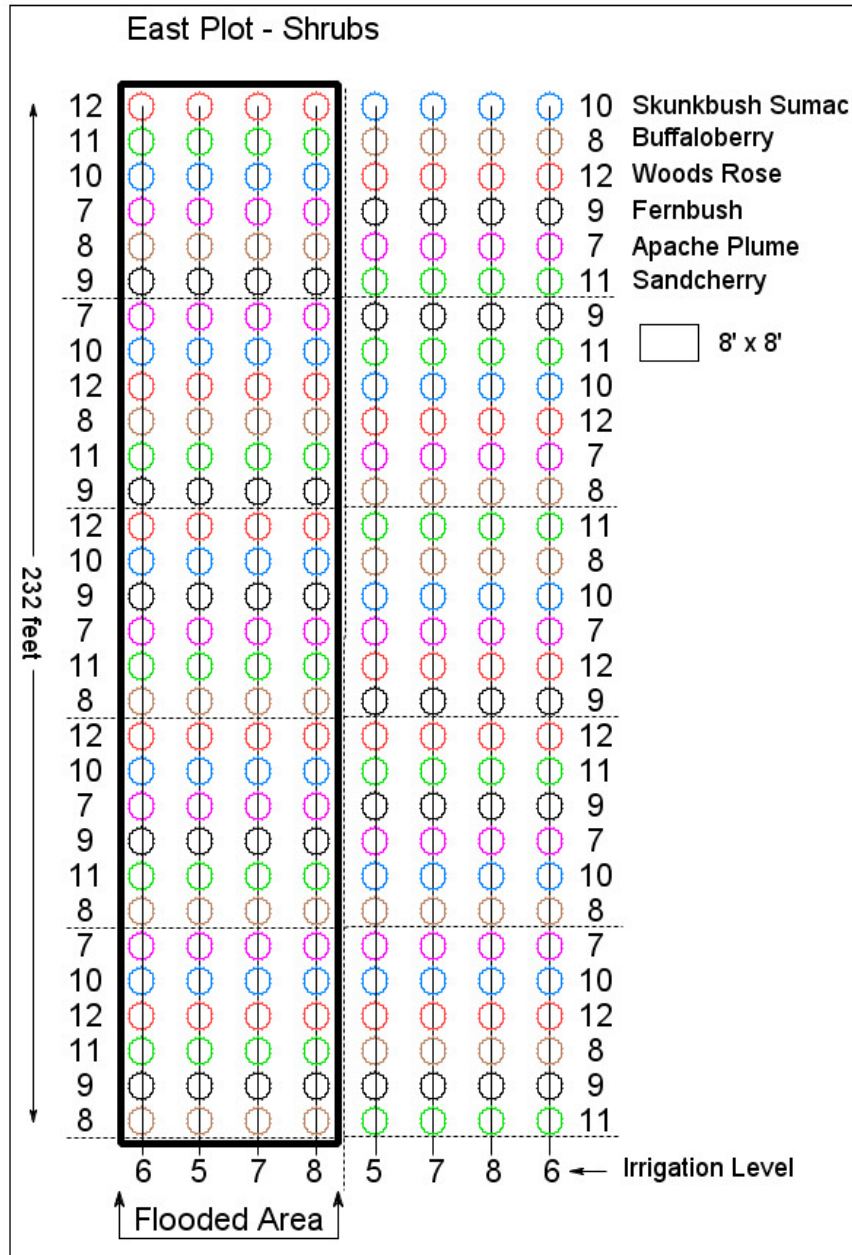 East Plot - Shrubs
12 10 Skunkbush Sumac
11 8 Buffaloberry
10 12 Woods Rose
7 9 Fernbush
8 7 Apache Plume
9 11 Sandcherry
7 9
10 11 8' x 8'
12 10
8 12
11 7
9 8
12 11
10 8
9 10
7 7
11 12
8 9
12 12
10 11
7 9
9 7
11 10
8 8
7 7
10 10
12 12
11 8
9 9
8 11
232 feet
6 5 7 8 5 7 8 6 Irrigation Level
Flooded Area